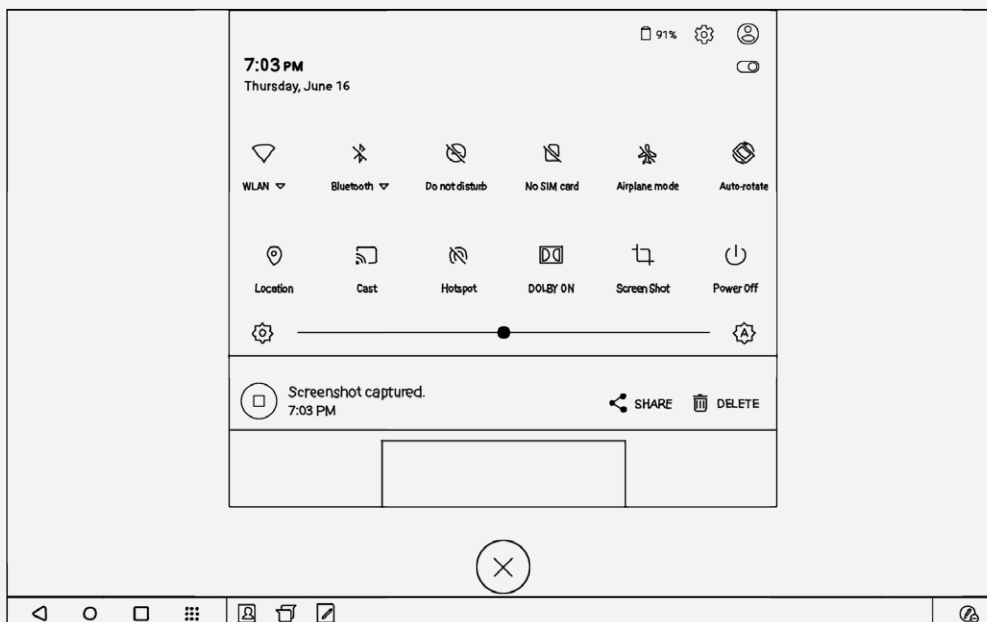 91%
7:03 PM
Thursday, June 16
WLAN Bluetooth Do not disturb No SIM card Airplane mode Auto-rotate
Location Cast Hotspot DOLBY ON Screen Shot Power Off
A
Screenshot captured.
7:03 PM
SHARE DELETE